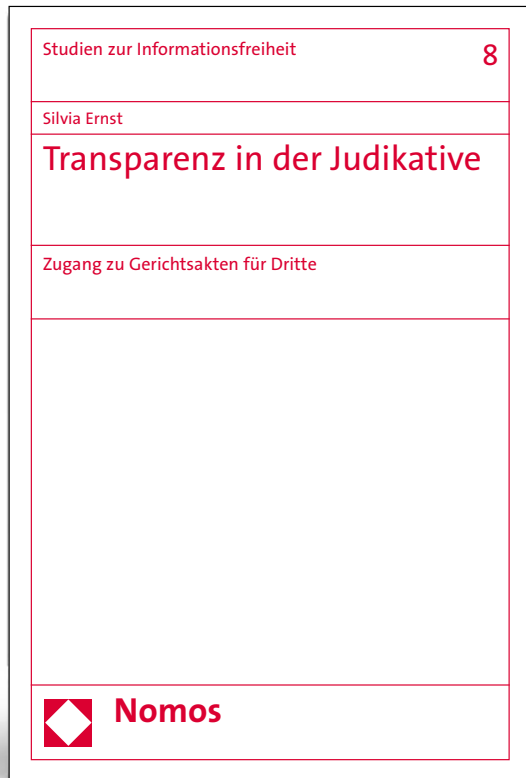 Studien zur Informationsfreiheit
8
Silvia Ernst
Transparenz in der Judikative
Zugang zu Gerichtsakten für Dritte
Nomos